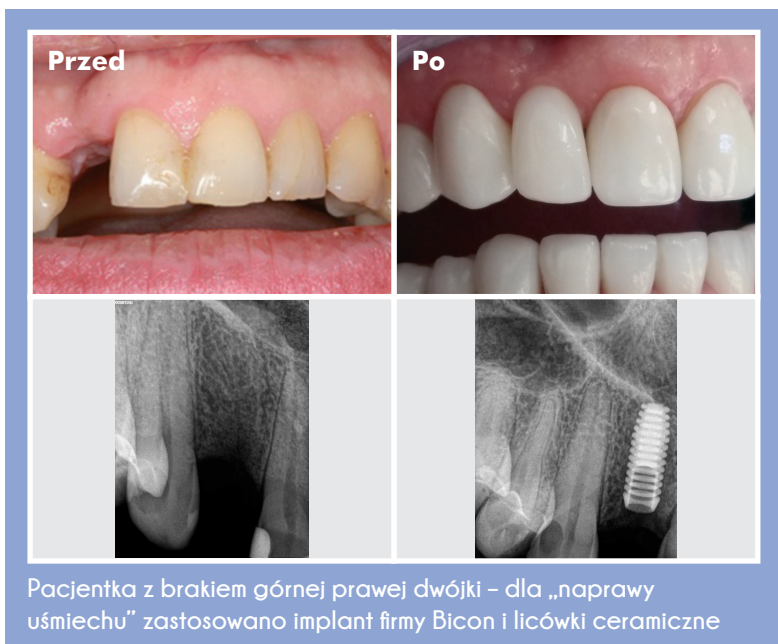 Przed
Po
Pacjentka z brakiem górnej prawej dwójki – dla „naprawy
uśmiechu” zastosowano implant firmy Bicon i licówki ceramiczne